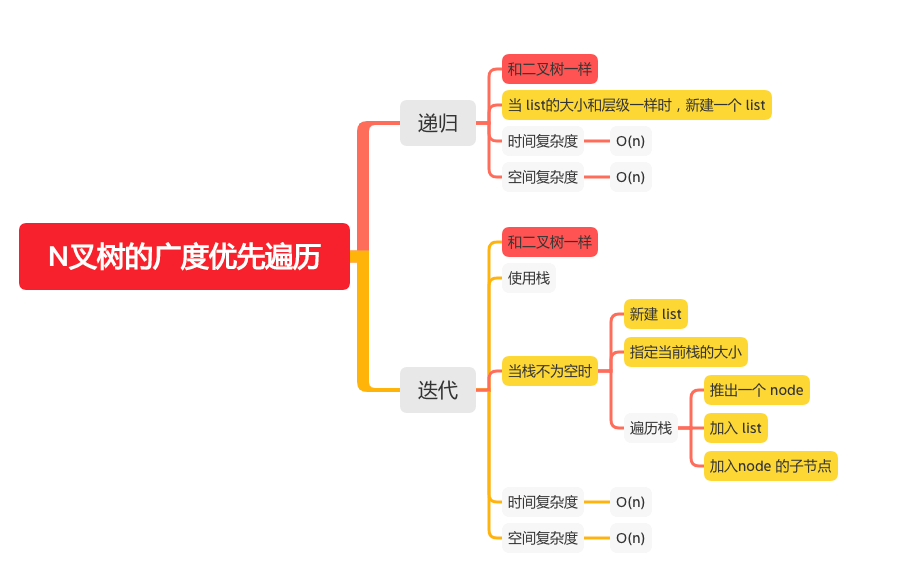 N叉树的广度优先遍历
递归
和二叉树一样
当 list的大小和层级一样时，新建一个 list
时间复杂度
O(n)
空间复杂度
O(n)
迭代
和二叉树一样
使用栈
当栈不为空时
新建 list
指定当前栈的大小
遍历栈
推出一个 node
加入 list
加入node 的子节点
时间复杂度
O(n)
空间复杂度
O(n)